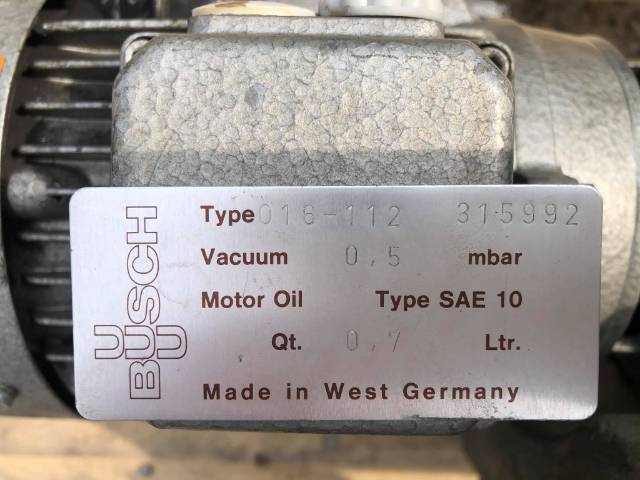 BUSCH
Type 016-112 315992
Vacuum 0,5 mbar
Motor Oil Type SAE 10
Qt. 0,7 Ltr.
Made in West Germany